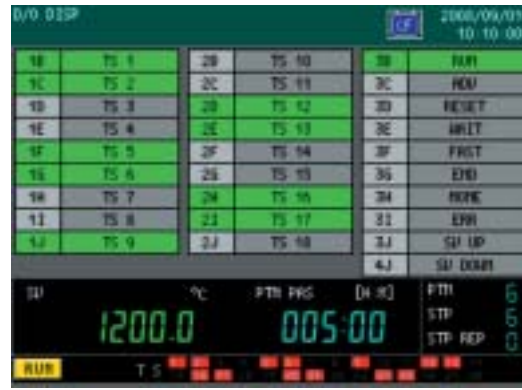 D/O DISP CF 2008/09/01
10 10 00
1B TS 1 2B TS 10 3B RUN
1C TS 2 2C TS 11 3C ADV
1D TS 3 2D TS 12 3D RESET
1E TS 4 2E TS 13 3E WAIT
1F TS 5 2F TS 14 3F FAST
1G TS 6 2G TS 15 3G END
1H TS 7 2H TS 16 3H NONE
1I TS 8 2I TS 17 3I ERR
1J TS 9 2J TS 18 3J SV UP
4J SV DOWN
SV ℃ PTN PAS [H:M] PTN 6
1200.0 005:00 STP 6
STP REP 0
RUN TS